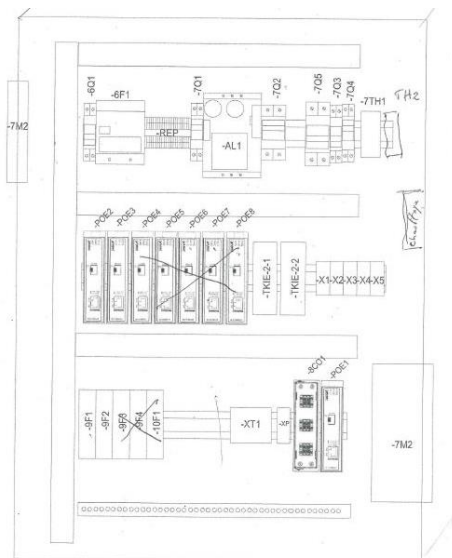 -6Q1
-6F1
-REP
-7Q1
-AL1
-7Q2
-7Q5
-7Q3
-7Q4
-7TH1
TH2
-7M2
-POE2
-POE3
-POE4
-POE5
-POE6
-POE7
-POE8
-TKIE-2-1
-TKIE-2-2
-X1-X2-X3-X4-X5
-9F1
-9F2
-9F3
-9F4
-10F1
-XT1
-XP
-8CO1
-POE1
-7M2